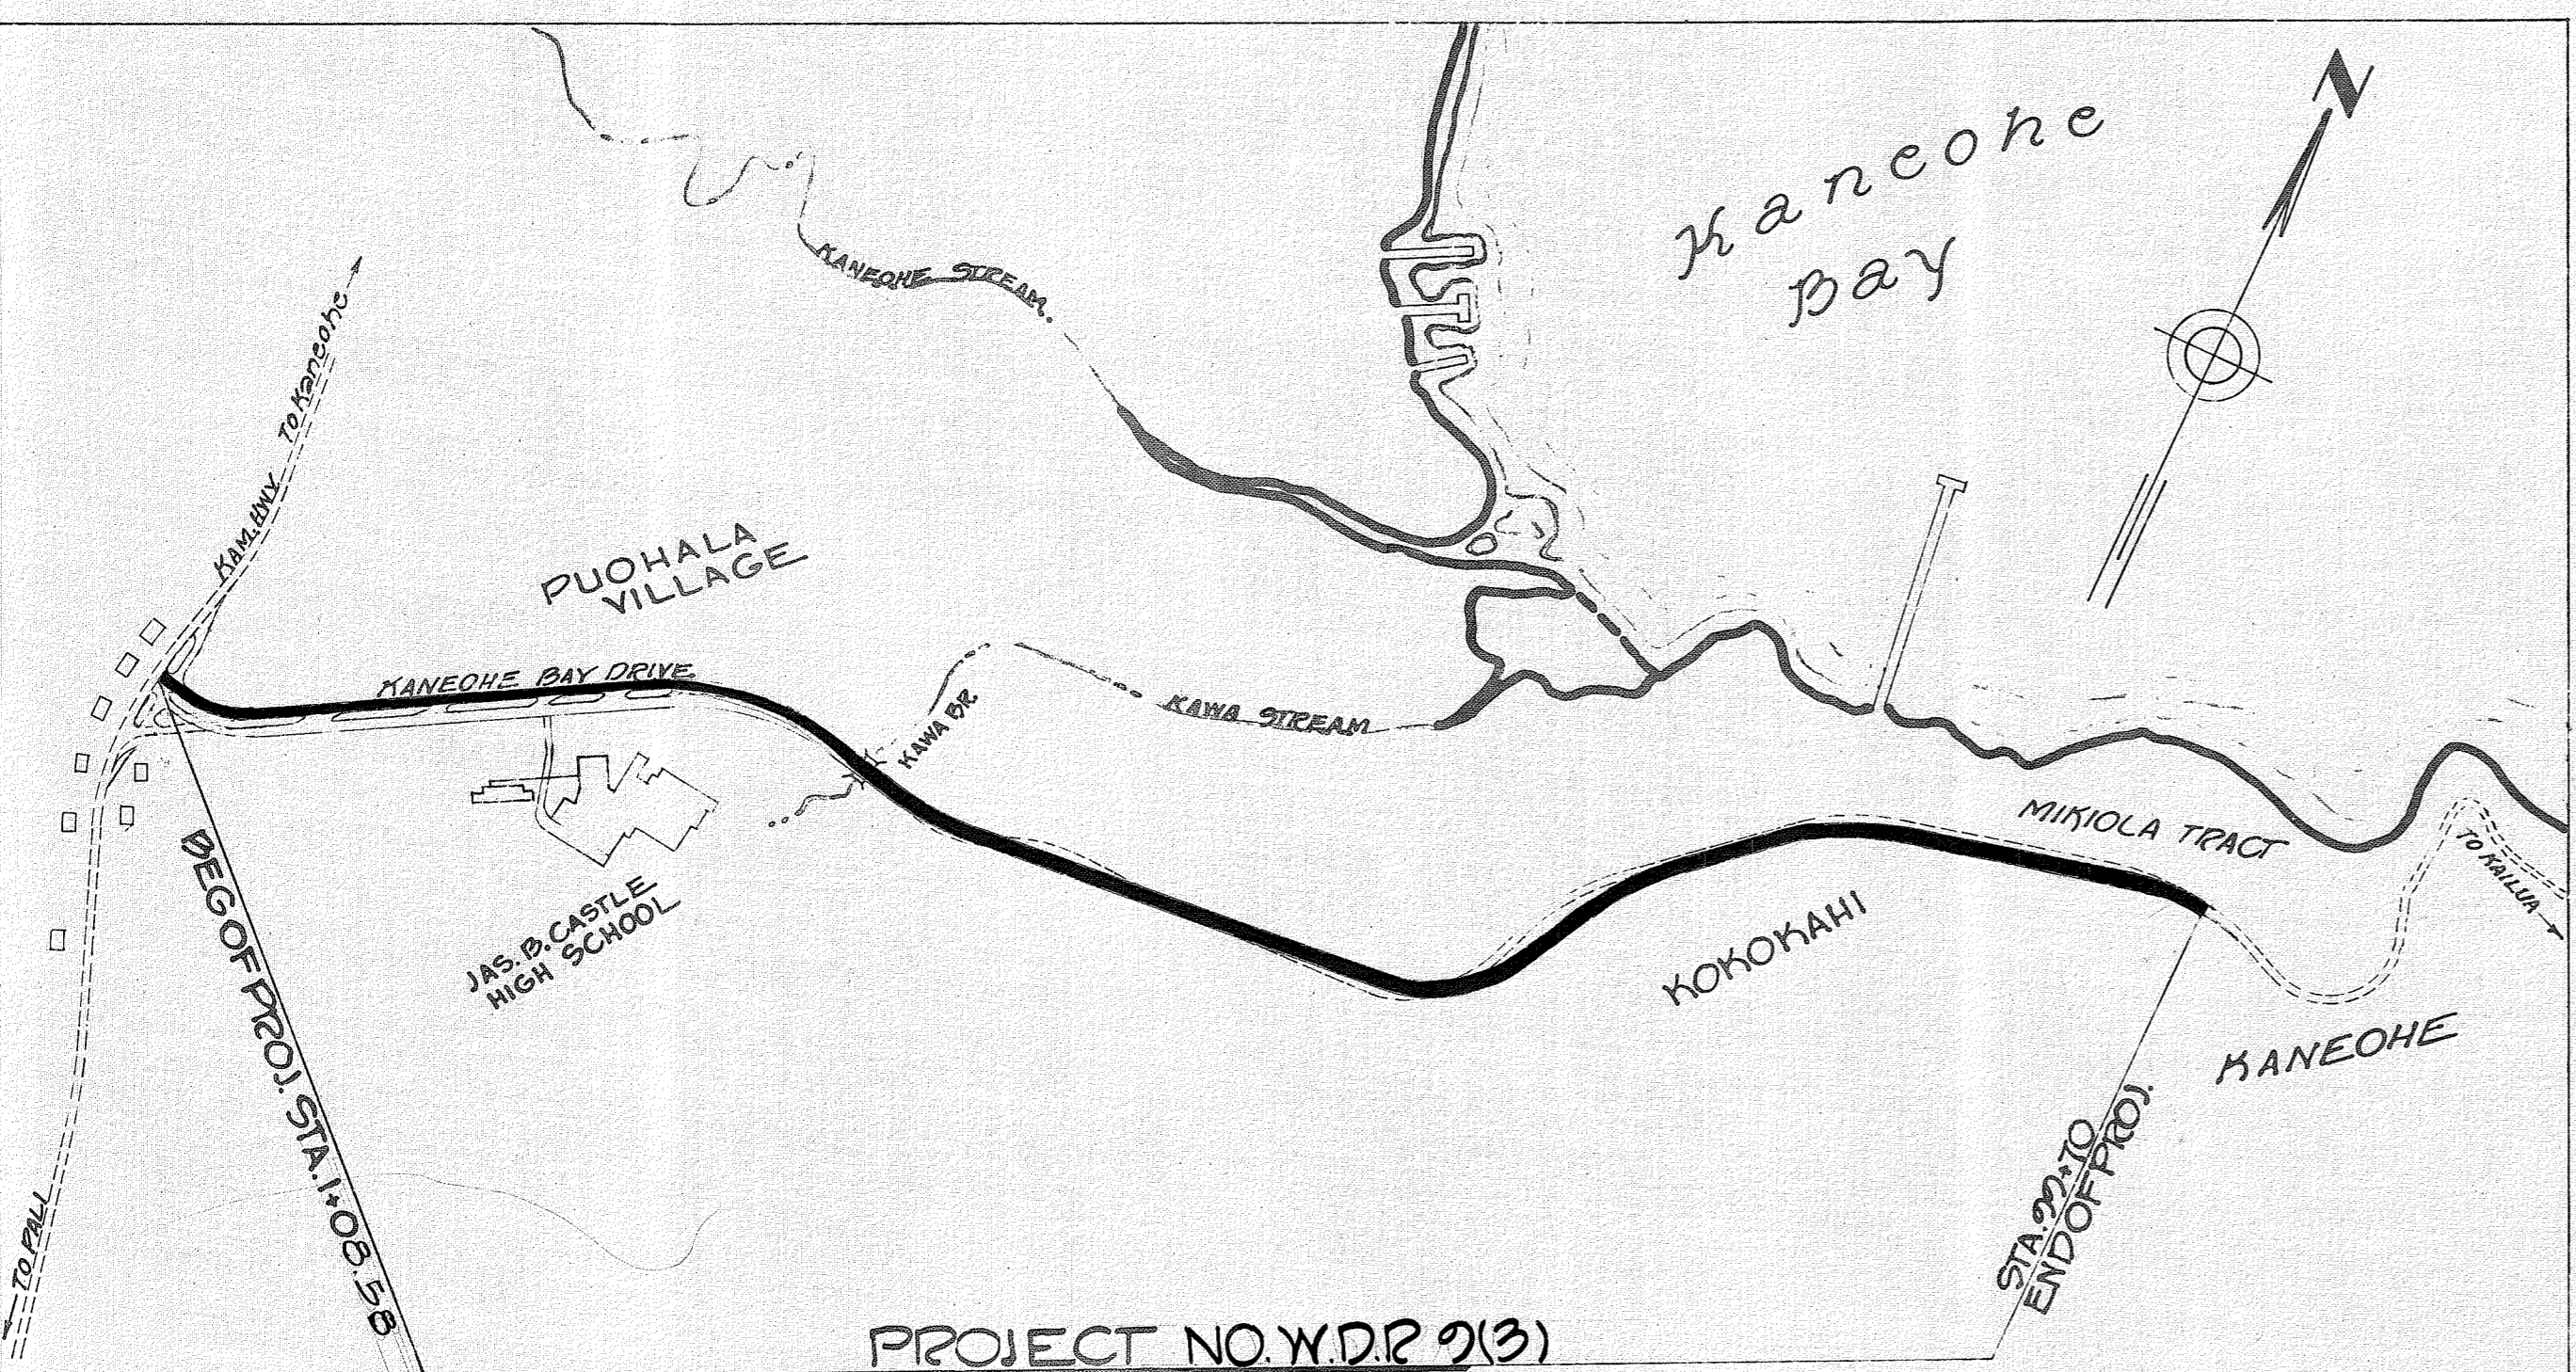 N
Kaneohe
Bay
KANEOHE STREAM.
TO Kaneohe
KAM. HWY
PUOHALA
VILLAGE
KANEOHE BAY DRIVE
KAWA BR.
KAWA STREAM
MIKIOLA TRACT
TO KAILUA
JAS. B. CASTLE
HIGH SCHOOL
KOKOKAHI
KANEOHE
BEG OF PROJ. STA. 1+08.58
STA. 99+70
END OF PROJ.
TO PALI
PROJECT NO. W.D.R 9(3)